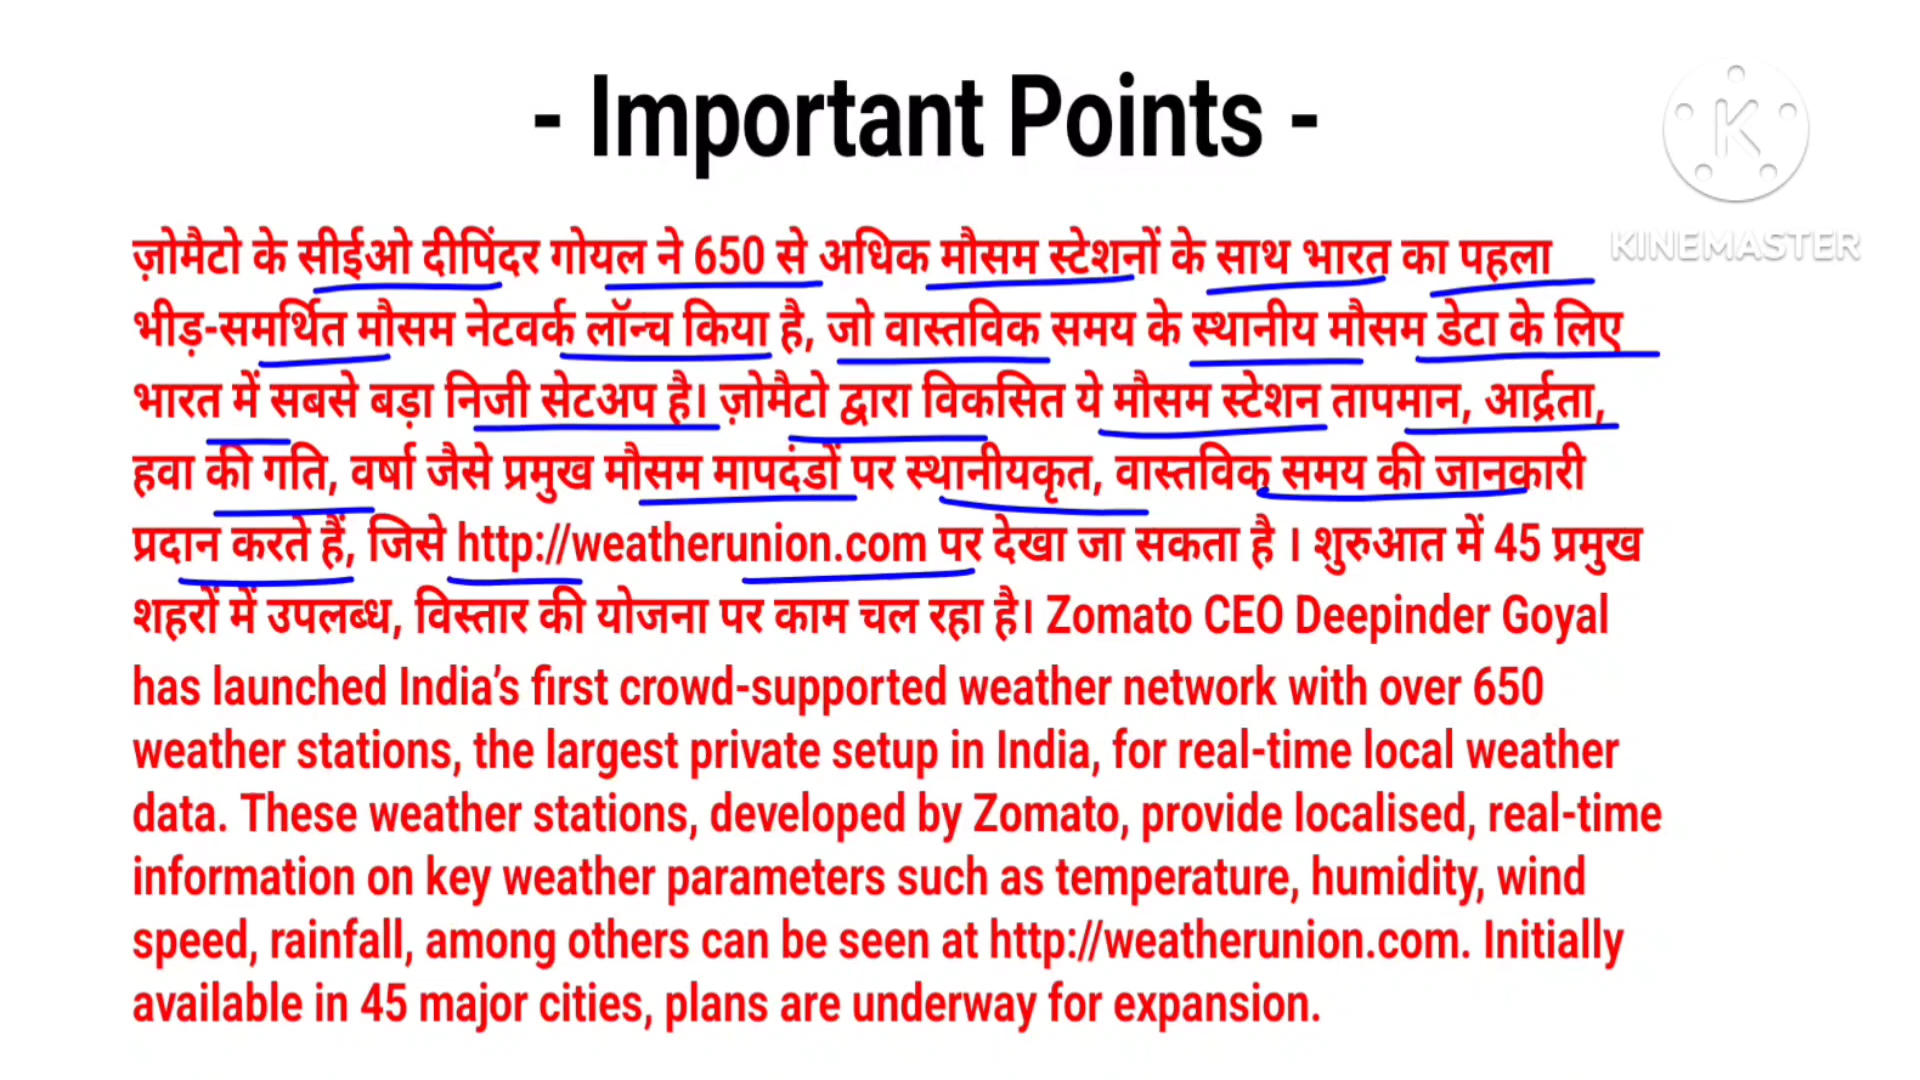 - Important Points -
K
KINEMASTER
ज़ोमैटो के सीईओ दीपिंदर गोयल ने 650 से अधिक मौसम स्टेशनों के साथ भारत का पहला
भीड़-समर्थित मौसम नेटवर्क लॉन्च किया है, जो वास्तविक समय के स्थानीय मौसम डेटा के लिए
भारत में सबसे बड़ा निजी सेटअप है। ज़ोमैटो द्वारा विकसित ये मौसम स्टेशन तापमान, आर्द्रता,
हवा की गति, वर्षा जैसे प्रमुख मौसम मापदंडों पर स्थानीयकृत, वास्तविक समय की जानकारी
प्रदान करते हैं, जिसे http://weatherunion.com पर देखा जा सकता है । शुरुआत में 45 प्रमुख
शहरों में उपलब्ध, विस्तार की योजना पर काम चल रहा है। Zomato CEO Deepinder Goyal
has launched India’s first crowd-supported weather network with over 650
weather stations, the largest private setup in India, for real-time local weather
data. These weather stations, developed by Zomato, provide localised, real-time
information on key weather parameters such as temperature, humidity, wind
speed, rainfall, among others can be seen at http://weatherunion.com. Initially
available in 45 major cities, plans are underway for expansion.